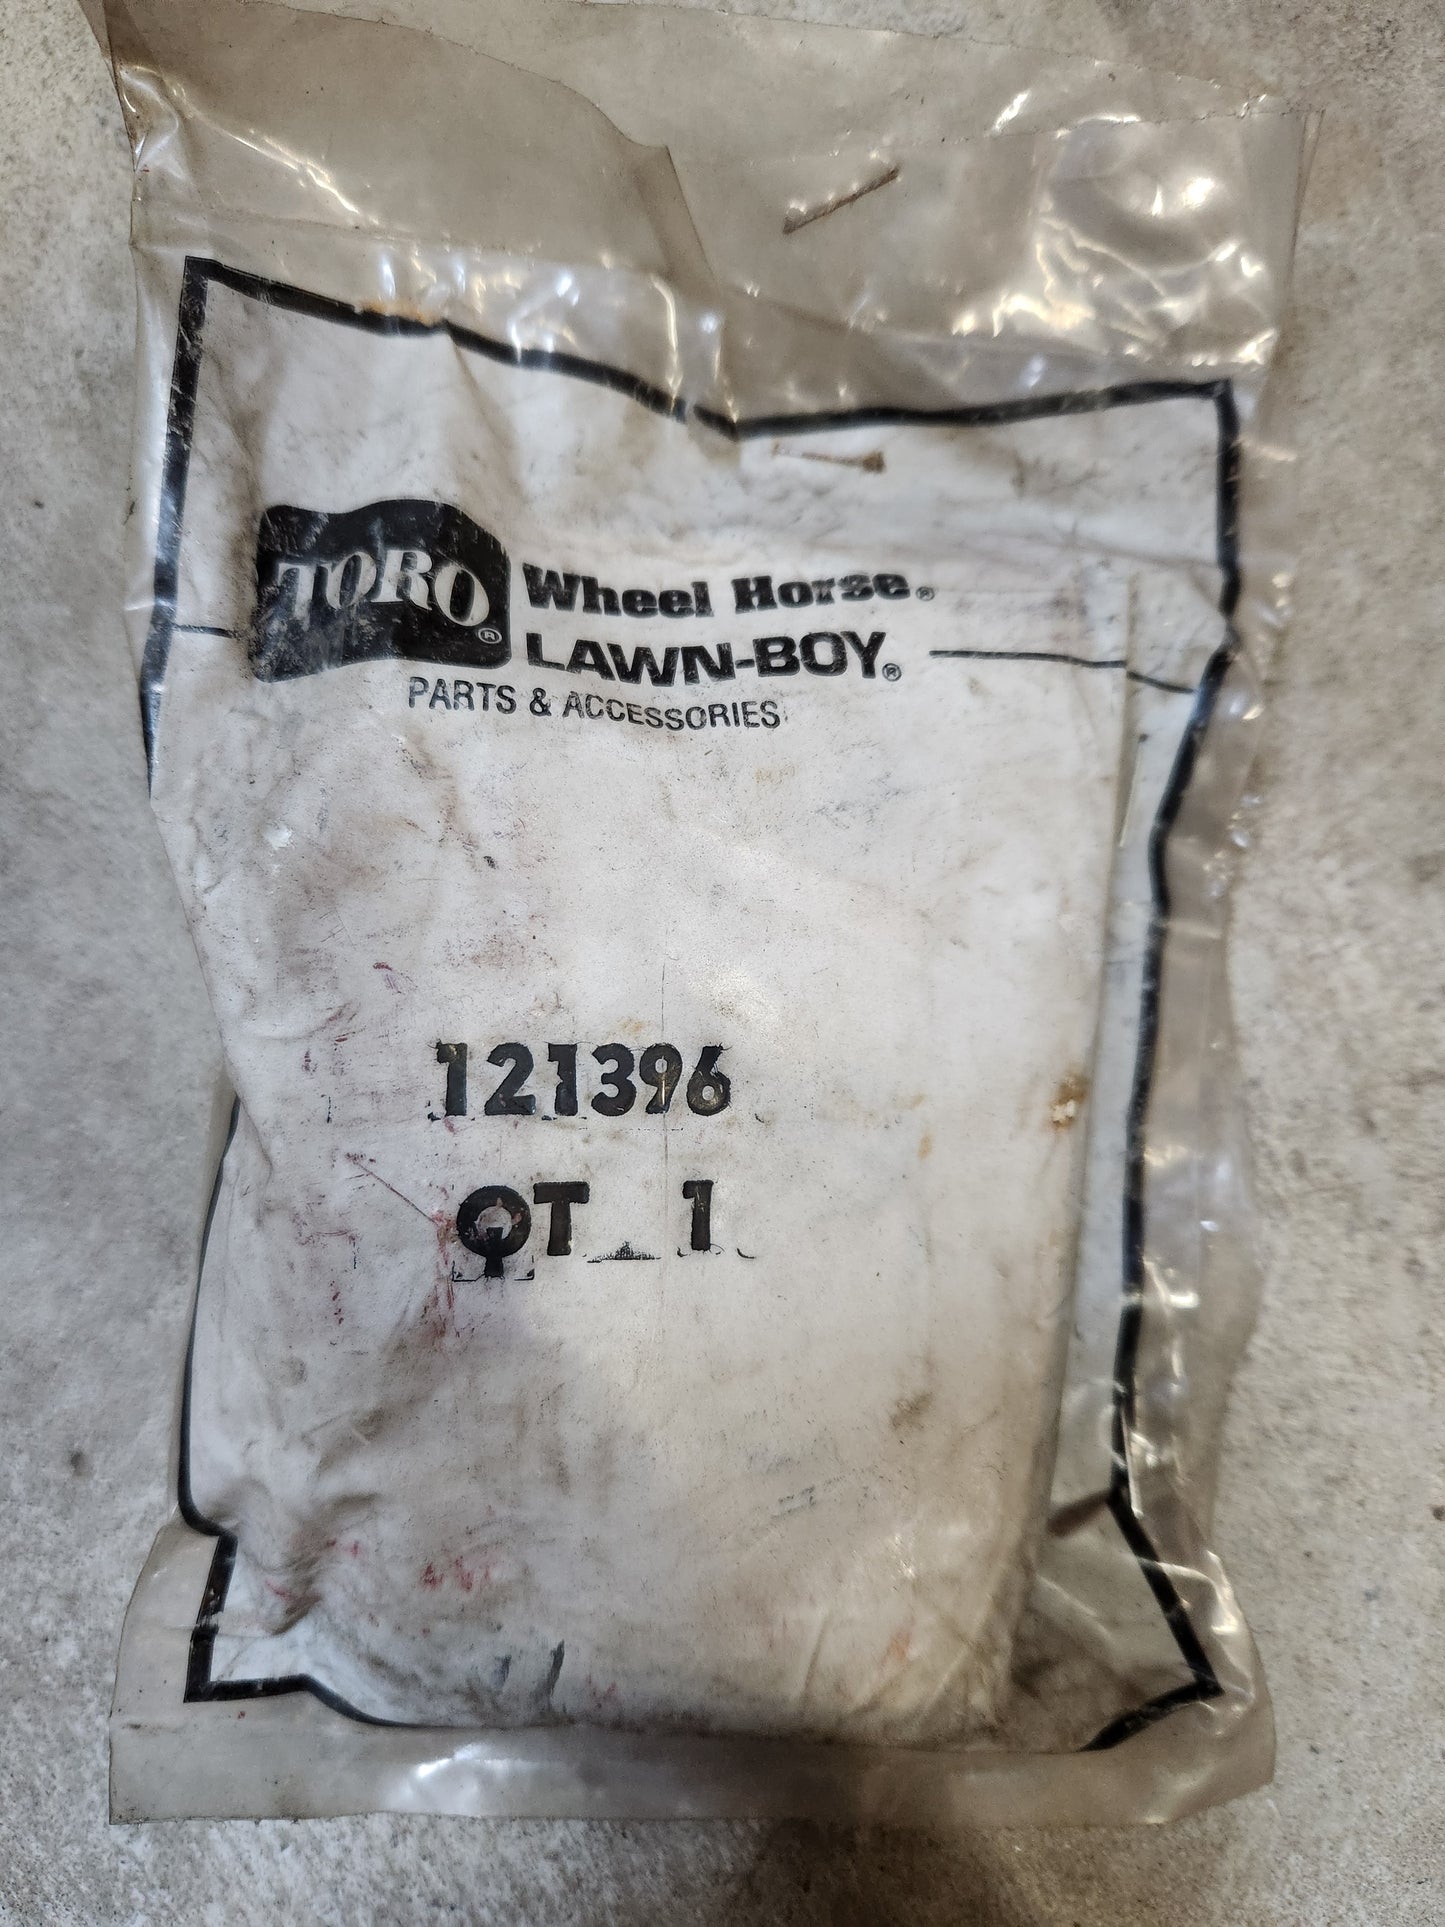 TORO®
Wheel Horse®
LAWN-BOY®
PARTS & ACCESSORIES
121396
QT 1